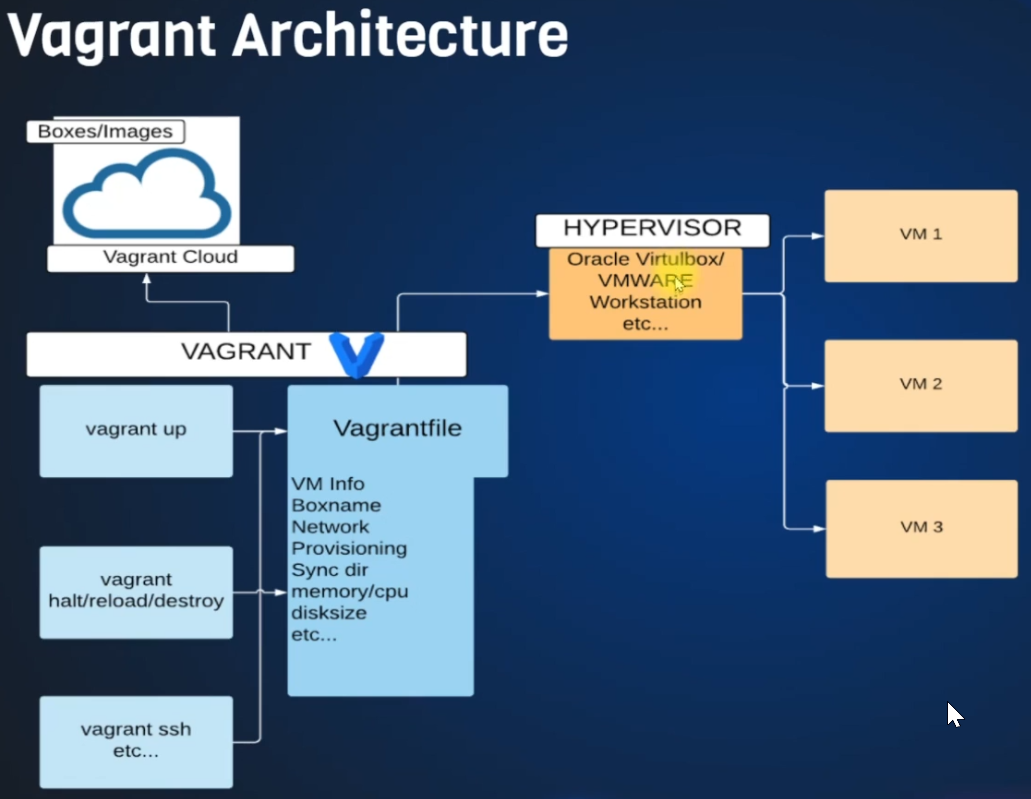 Vagrant Architecture
Boxes/Images
Vagrant Cloud
VAGRANT
vagrant up
vagrant
halt/reload/destroy
vagrant ssh
etc...
Vagrantfile
VM Info
Boxname
Network
Provisioning
Sync dir
memory/cpu
disksize
etc...
HYPERVISOR
Oracle Virtulbox/
VMWARE
Workstation
etc...
VM 1
VM 2
VM 3